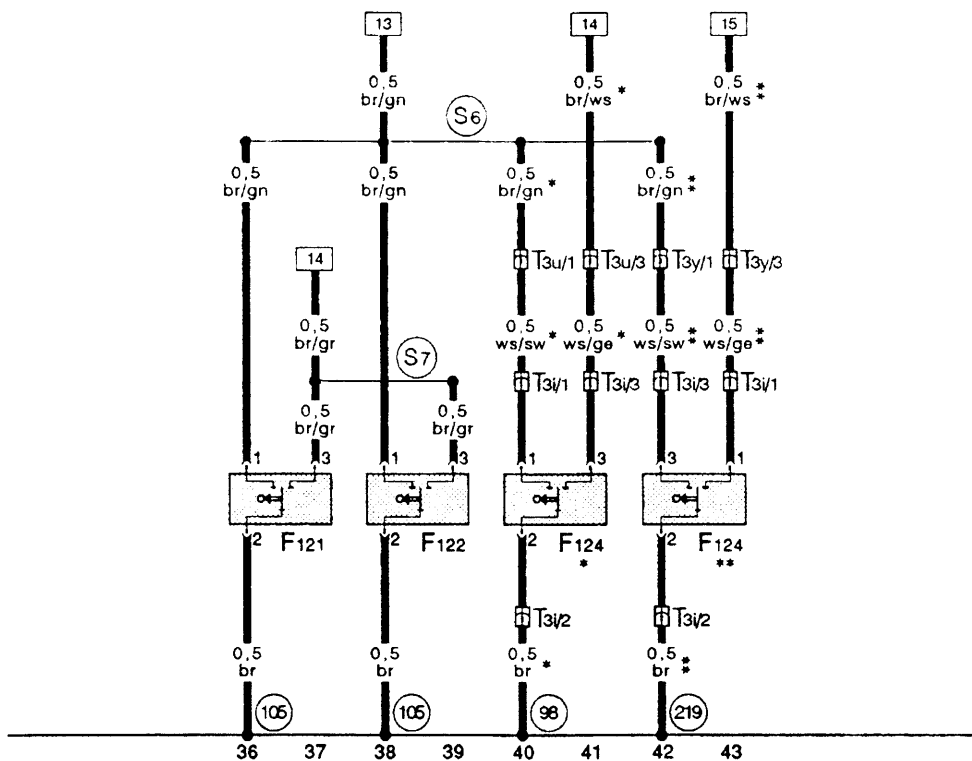 13 14 15
0,5 0,5 0,5
br/gn br/ws * br/ws **
S6
0,5 0,5 0,5 0,5
br/gn br/gn br/gn * br/gn **
14 T3u/1 T3u/3 T3y/1 T3y/3
0,5 0,5 0,5 0,5 0,5
br/gr ws/sw * ws/ge * ws/sw ** ws/ge **
S7 T3i/1 T3i/3 T3i/3 T3i/1
0,5 0,5
br/gr br/gr
1 3 1 3 1 3 3 1
2 F121 2 F122 2 F124 2 F124
* **
T3i/2 T3i/2
0,5 0,5 0,5 0,5
br br br * br **
105 105 98 219
36 37 38 39 40 41 42 43